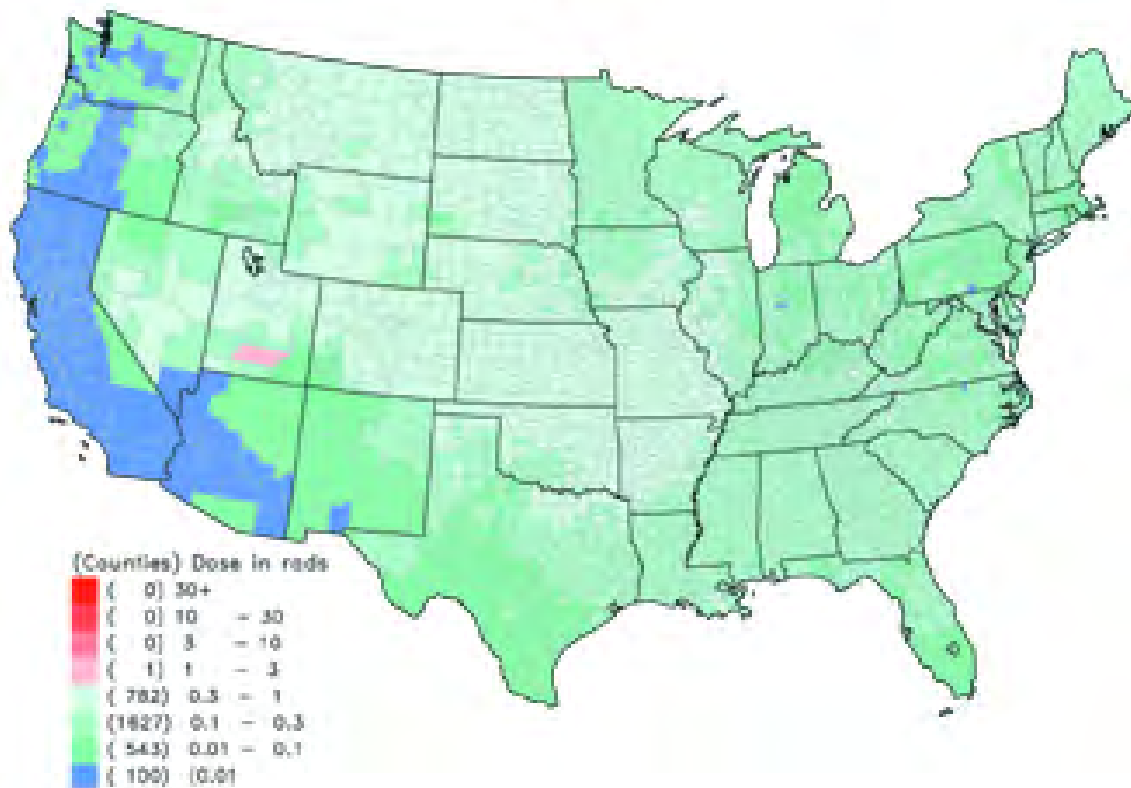 (Counties) Dose in rads
( 0) 30+
( 0) 10 - 30
( 0) 3 - 10
( 1) 1 - 3
( 782) 0.3 - 1
(1627) 0.1 - 0.3
( 543) 0.01 - 0.1
( 100) <0.01